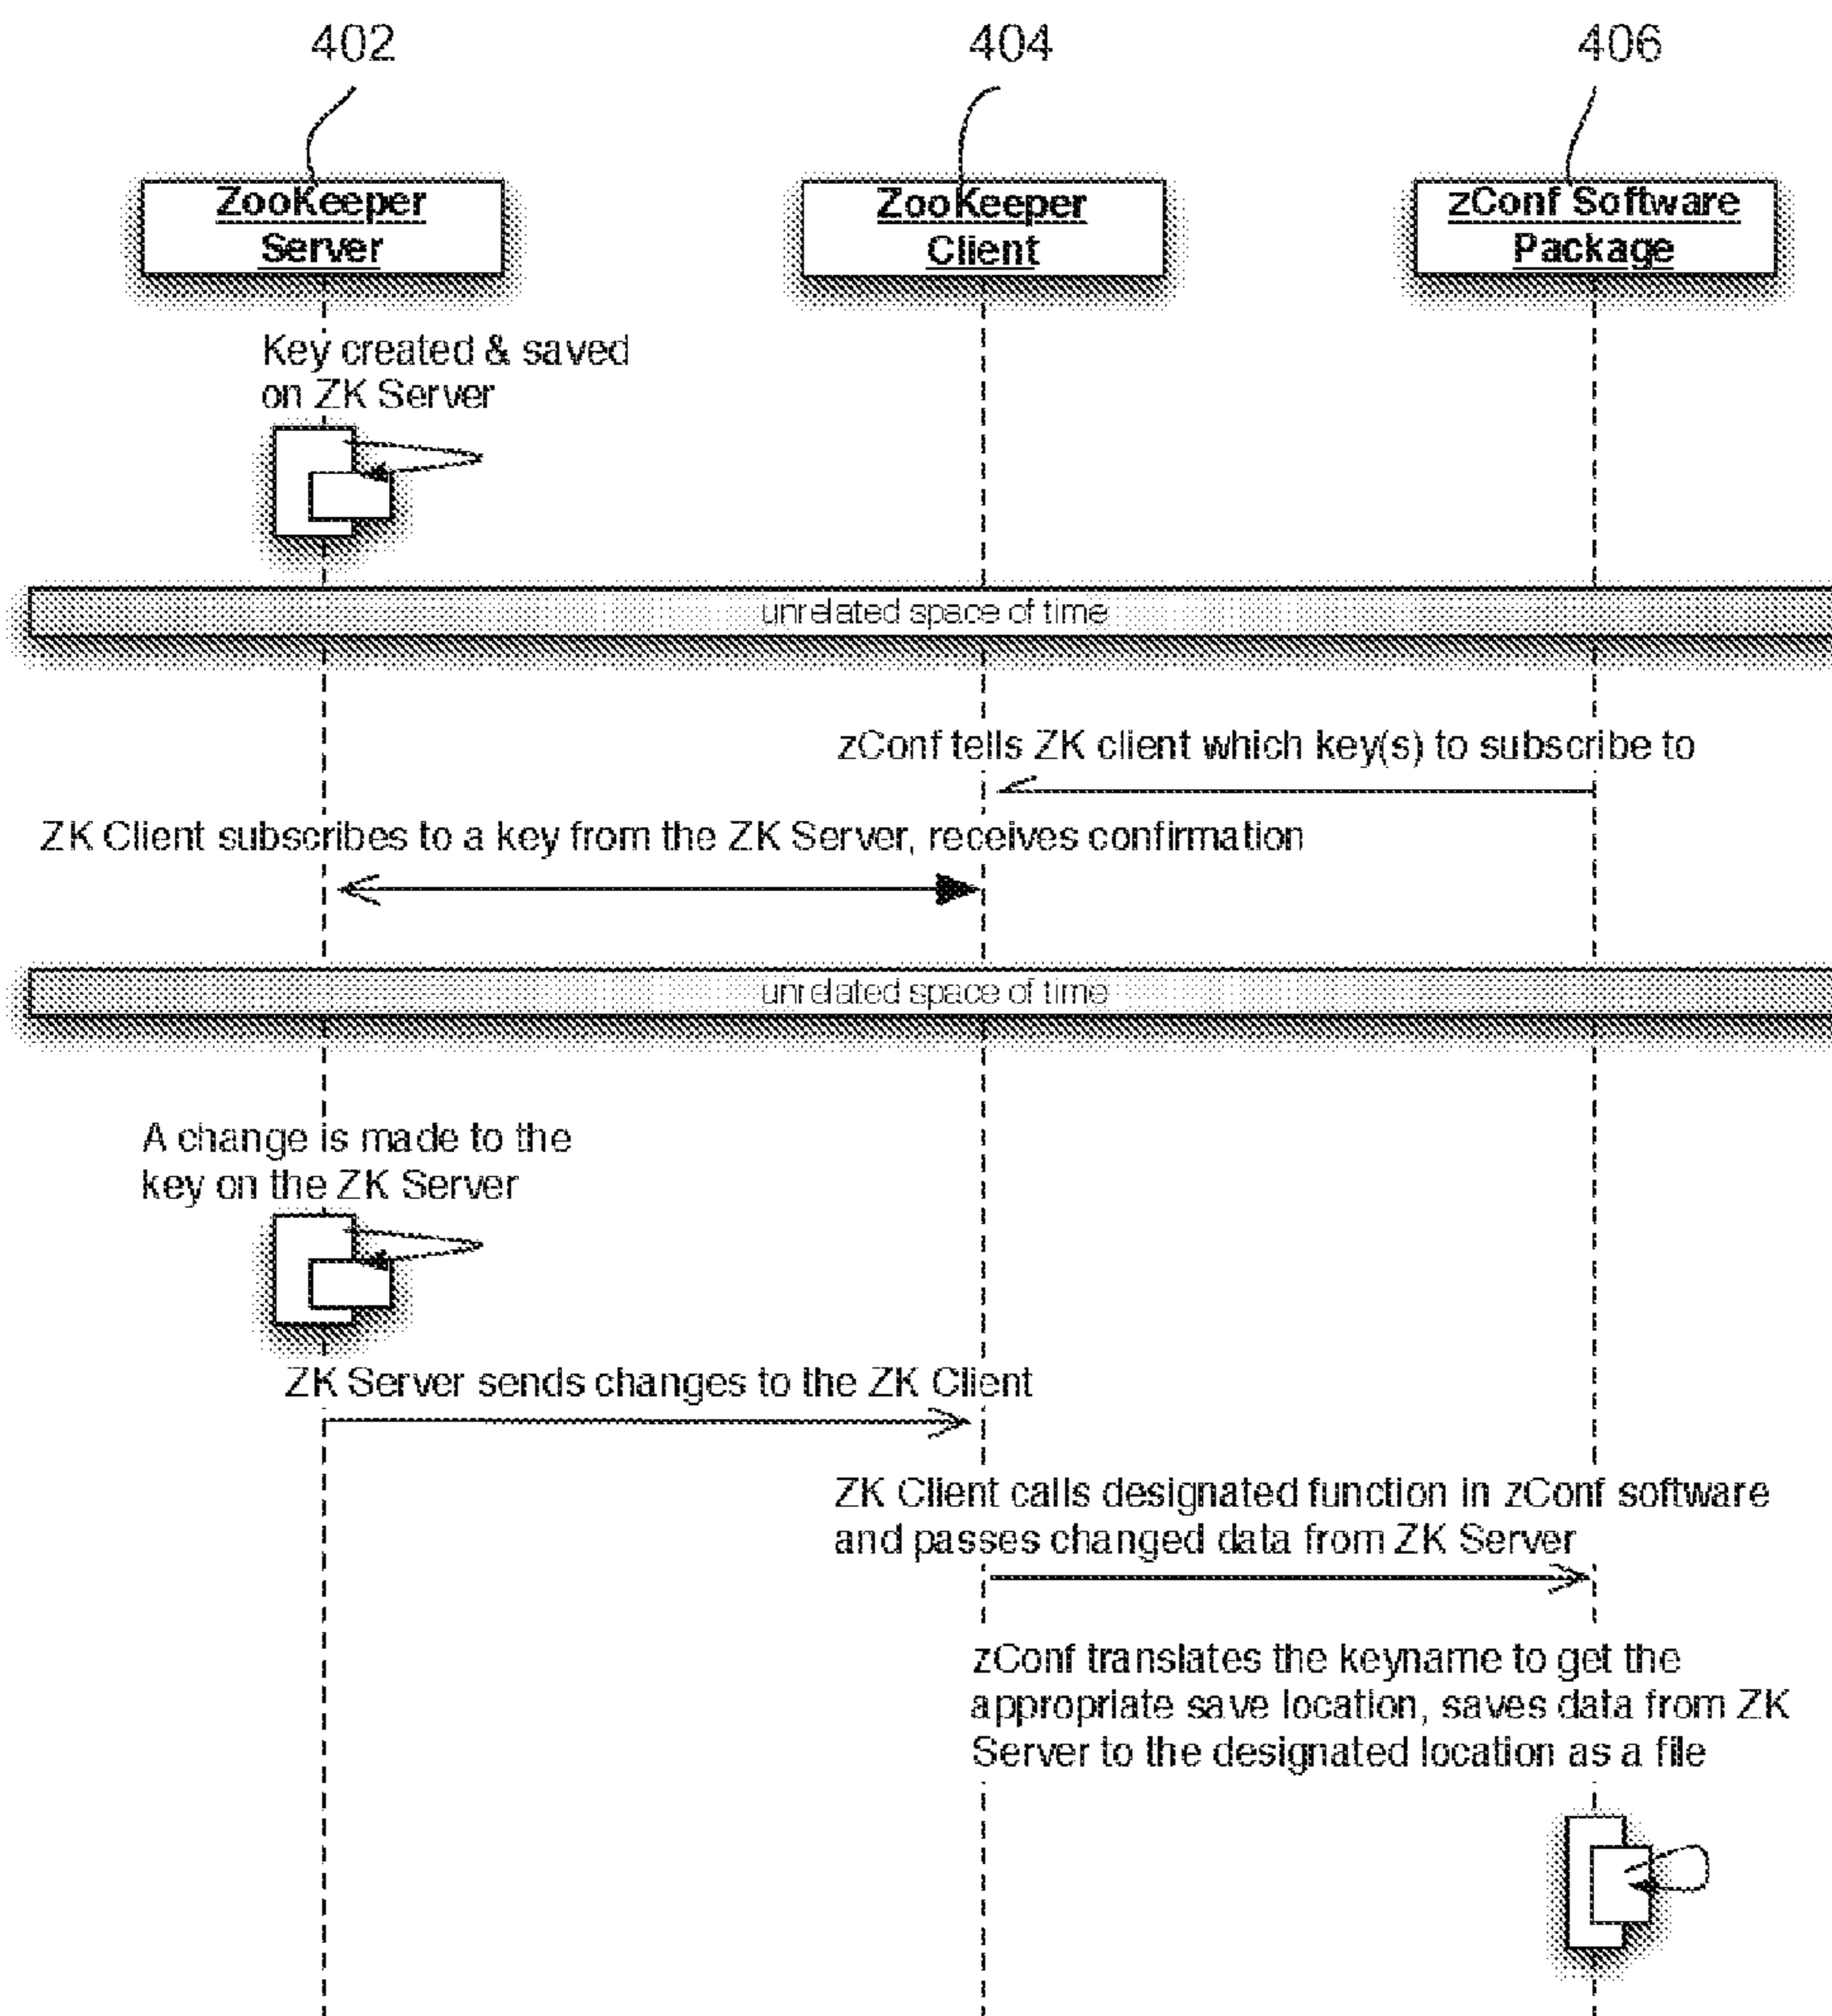 402
404
406
ZooKeeper
Server
ZooKeeper
Client
zConf Software
Package
Key created & saved
on ZK Server
unrelated space of time
zConf tells ZK client which key(s) to subscribe to
ZK Client subscribes to a key from the ZK Server, receives confirmation
unrelated space of time
A change is made to the
key on the ZK Server
ZK Server sends changes to the ZK Client
ZK Client calls designated function in zConf software
and passes changed data from ZK Server
zConf translates the keyname to get the
appropriate save location, saves data from ZK
Server to the designated location as a file